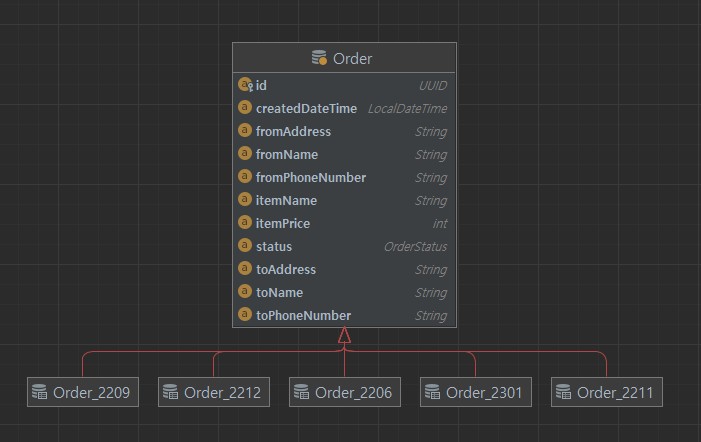 Order
id UUID
createdDateTime LocalDateTime
fromAddress String
fromName String
fromPhoneNumber String
itemName String
itemPrice int
status OrderStatus
toAddress String
toName String
toPhoneNumber String
Order_2209 Order_2212 Order_2206 Order_2301 Order_2211